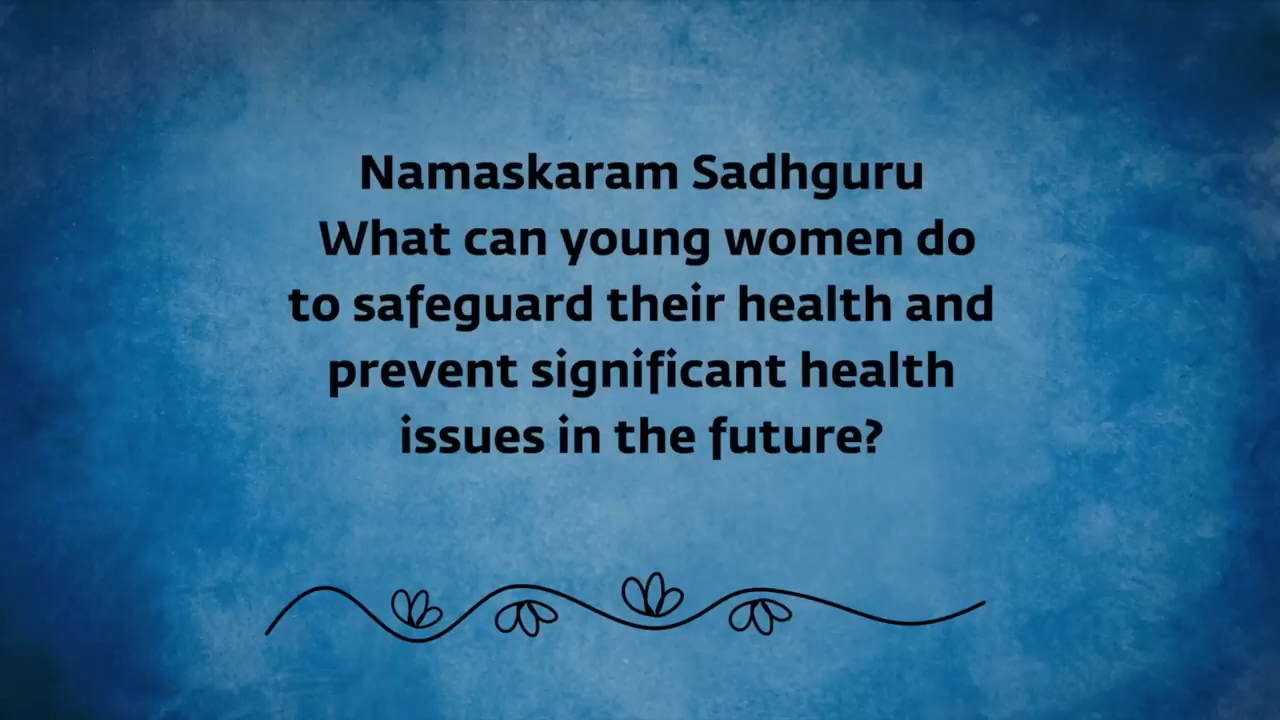 Namaskaram Sadhguru
What can young women do
to safeguard their health and
prevent significant health
issues in the future?